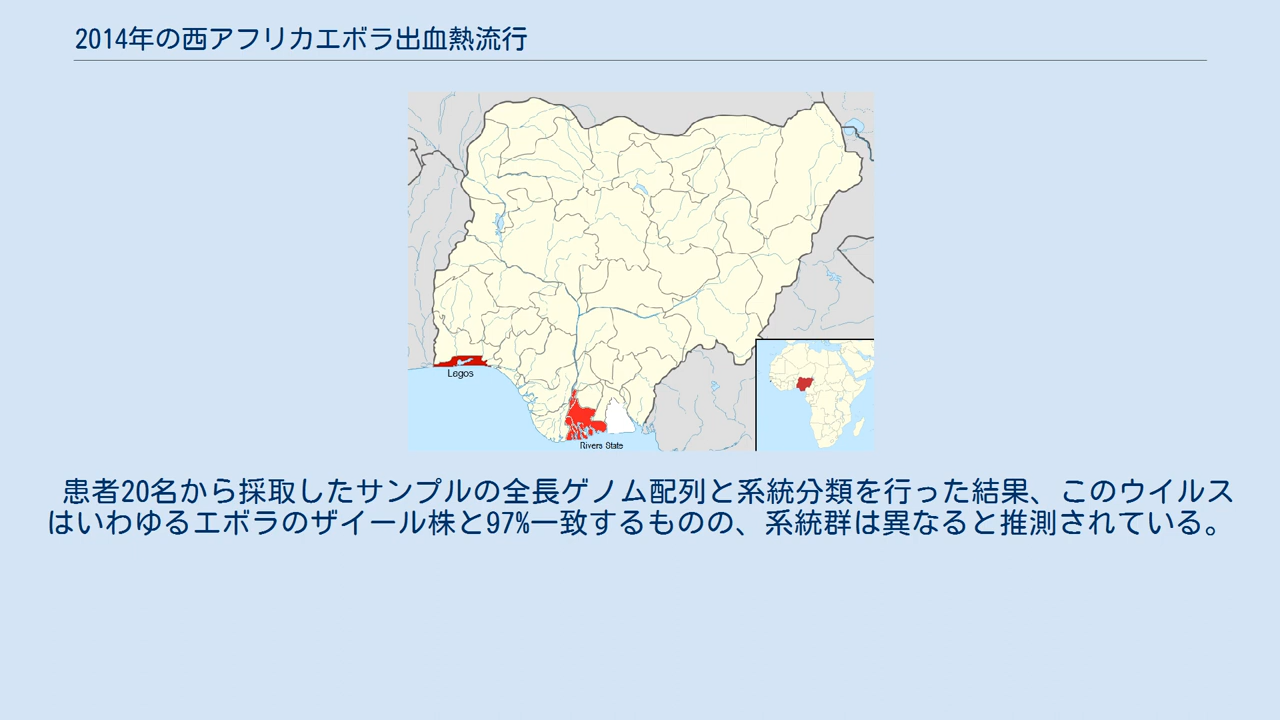 2014年の西アフリカエボラ出血熱流行
Lagos
Rivers State
患者20名から採取したサンプルの全長ゲノム配列と系統分類を行った結果、このウイルス
はいわゆるエボラのザイール株と97%一致するものの、系統群は異なると推測されている。